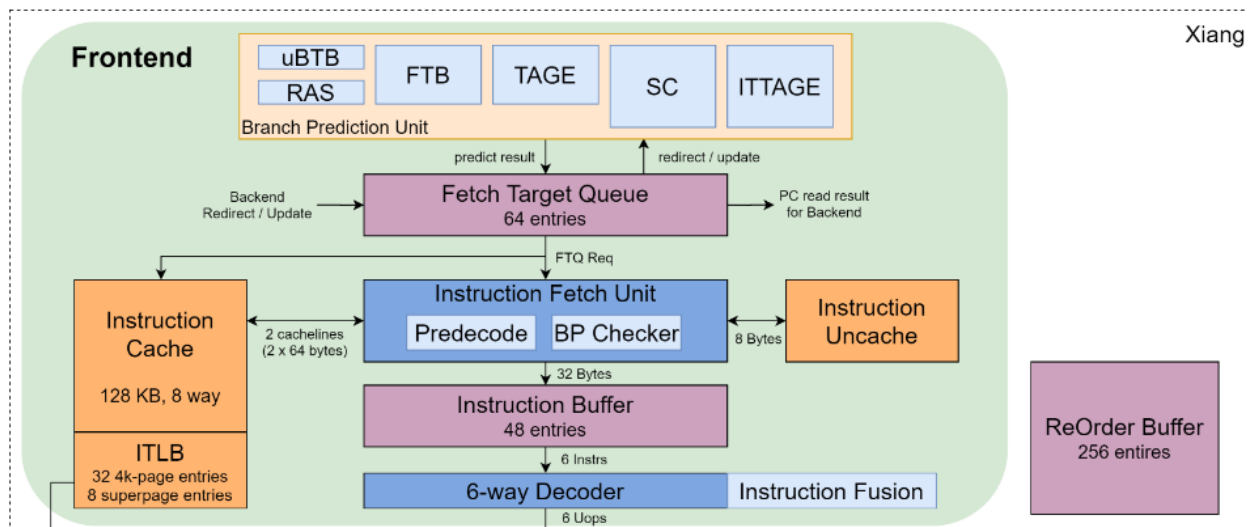 Xiang
Frontend
uBTB
RAS
FTB
TAGE
SC
ITTAGE
Branch Prediction Unit
predict result
redirect / update
Backend
Redirect / Update
Fetch Target Queue
64 entries
PC read result
for Backend
FTQ Req
Instruction
Cache
128 KB, 8 way
2 cachelines
(2 x 64 bytes)
Instruction Fetch Unit
Predecode
BP Checker
8 Bytes
Instruction
Uncache
32 Bytes
Instruction Buffer
48 entries
ReOrder Buffer
256 entires
ITLB
32 4k-page entries
8 superpage entries
6 Instrs
6-way Decoder
Instruction Fusion
6 Uops